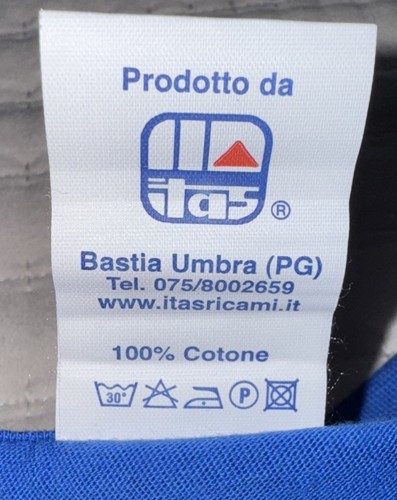 Prodotto da
itas ®
Bastia Umbra (PG)
Tel. 075/8002659
www.itasricami.it
100% Cotone
30° P